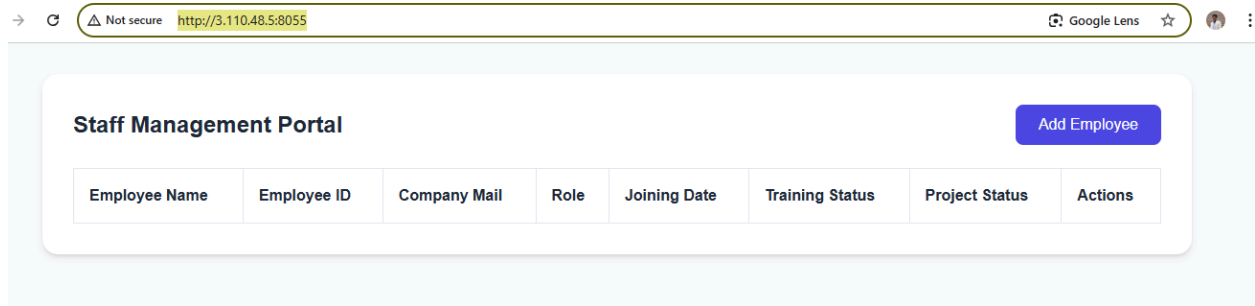 Not secure http://3.110.48.5:8055 Google Lens
Staff Management Portal Add Employee
Employee Name Employee ID Company Mail Role Joining Date Training Status Project Status Actions